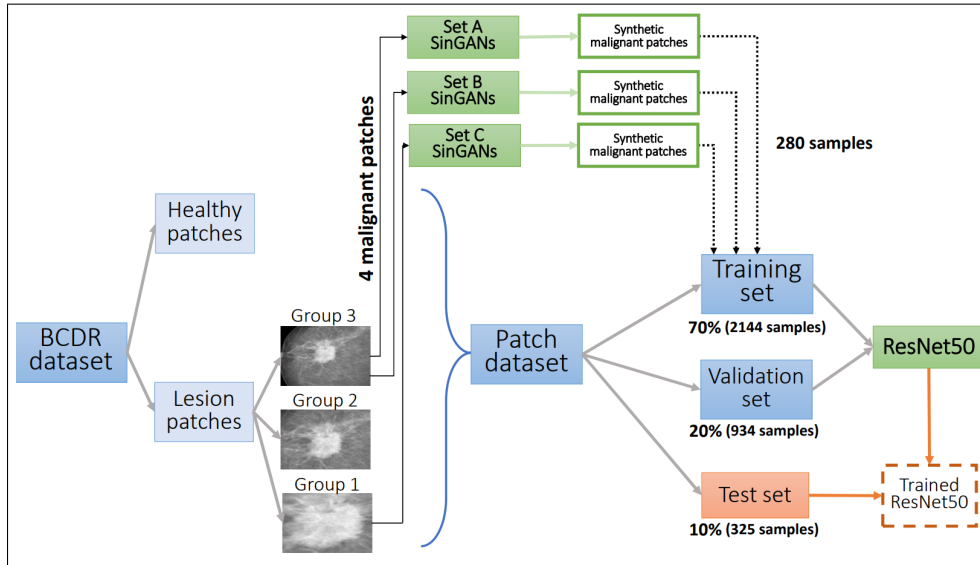 Set A
SinGANs
Synthetic
malignant patches
Set B
SinGANs
Synthetic
malignant patches
Set C
SinGANs
Synthetic
malignant patches
4 malignant patches
280 samples
BCDR
dataset
Healthy
patches
Lesion
patches
Group 3
Group 2
Group 1
Patch
dataset
Training
set
70% (2144 samples)
Validation
set
20% (934 samples)
Test set
10% (325 samples)
ResNet50
Trained
ResNet50